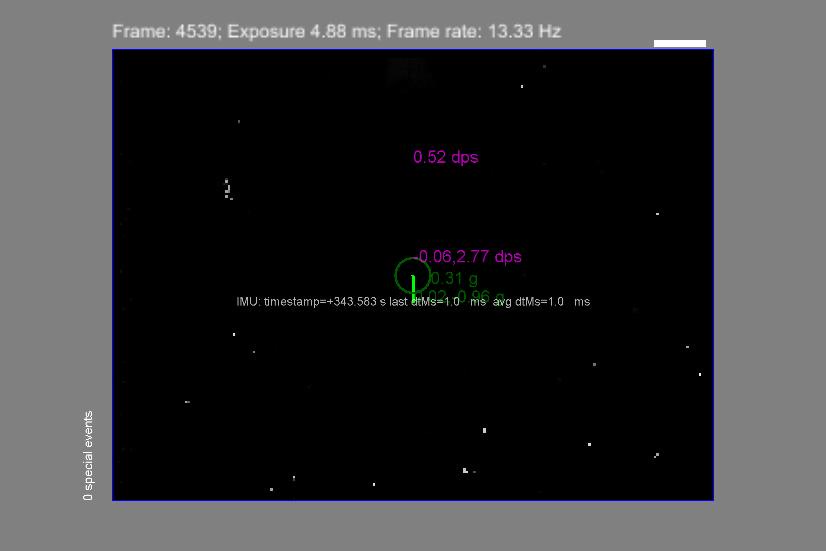 Frame: 4539; Exposure 4.88 ms; Frame rate: 13.33 Hz
0.52 dps
-0.06,2.77 dps
0.31 g
-0.96 g
IMU: timestamp=+343.583 s last dtMs=1.0 ms avg dtMs=1.0 ms
0 special events